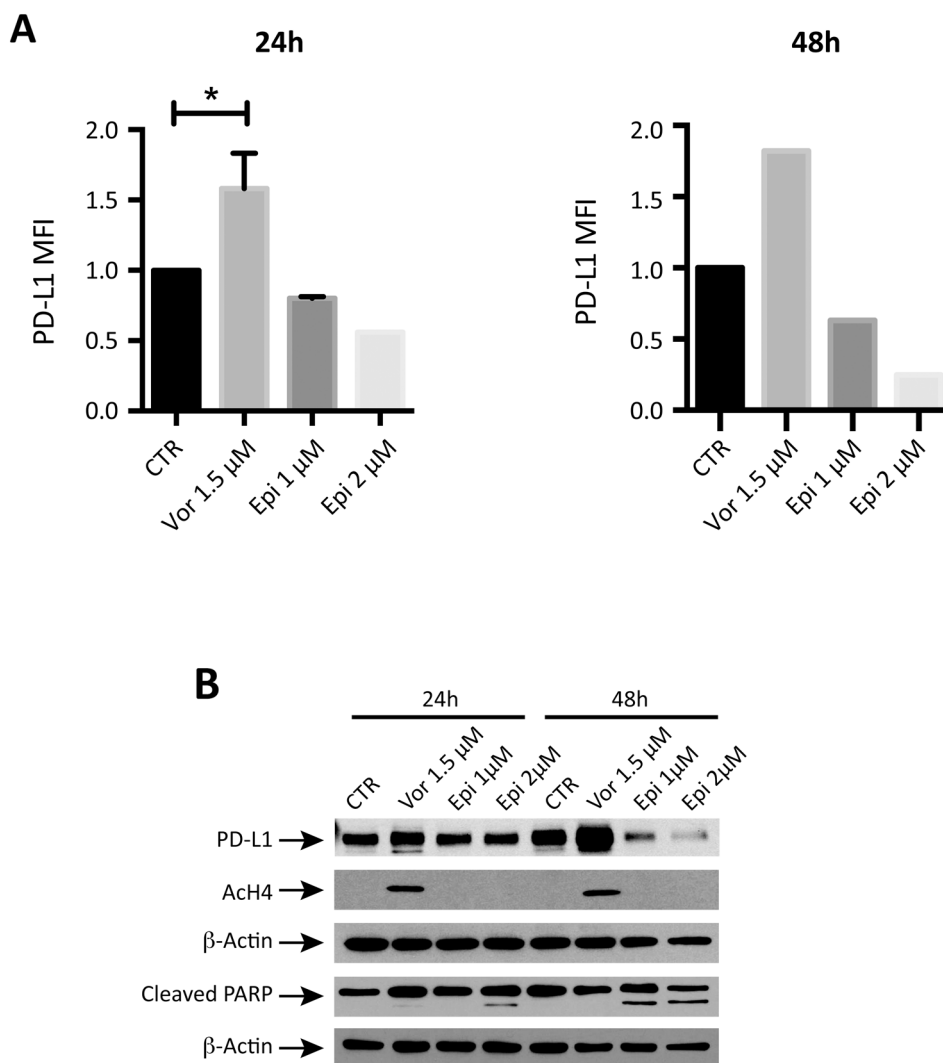 A
24h
48h
*
2.0
1.5
1.0
0.5
0.0
PD-L1 MFI
CTR
Vor 1.5 µM
Epi 1 µM
Epi 2 µM
2.0
1.5
1.0
0.5
0.0
PD-L1 MFI
CTR
Vor 1.5 µM
Epi 1 µM
Epi 2 µM
B
24h
48h
CTR
Vor 1.5 µM
Epi 1µM
Epi 2µM
CTR
Vor 1.5 µM
Epi 1µM
Epi 2µM
PD-L1
AcH4
β-Actin
Cleaved PARP
β-Actin